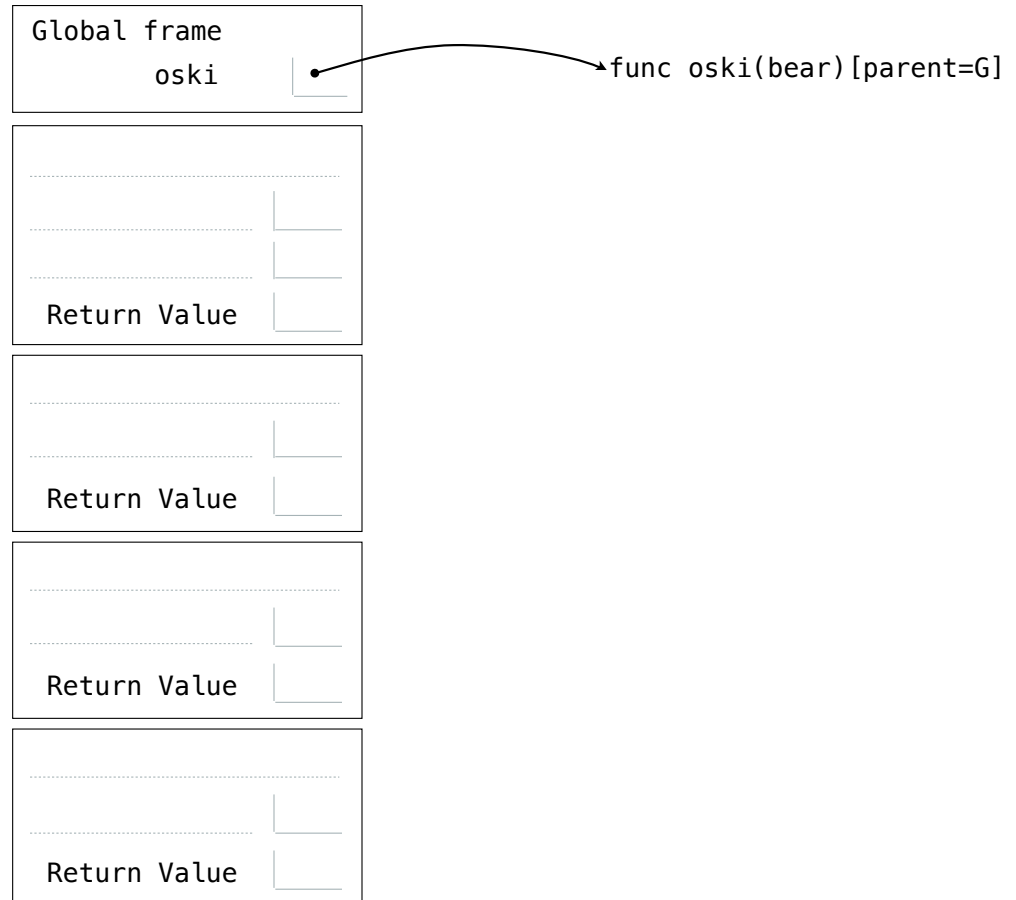 Global frame
oski
func oski(bear)[parent=G]
Return Value
Return Value
Return Value
Return Value